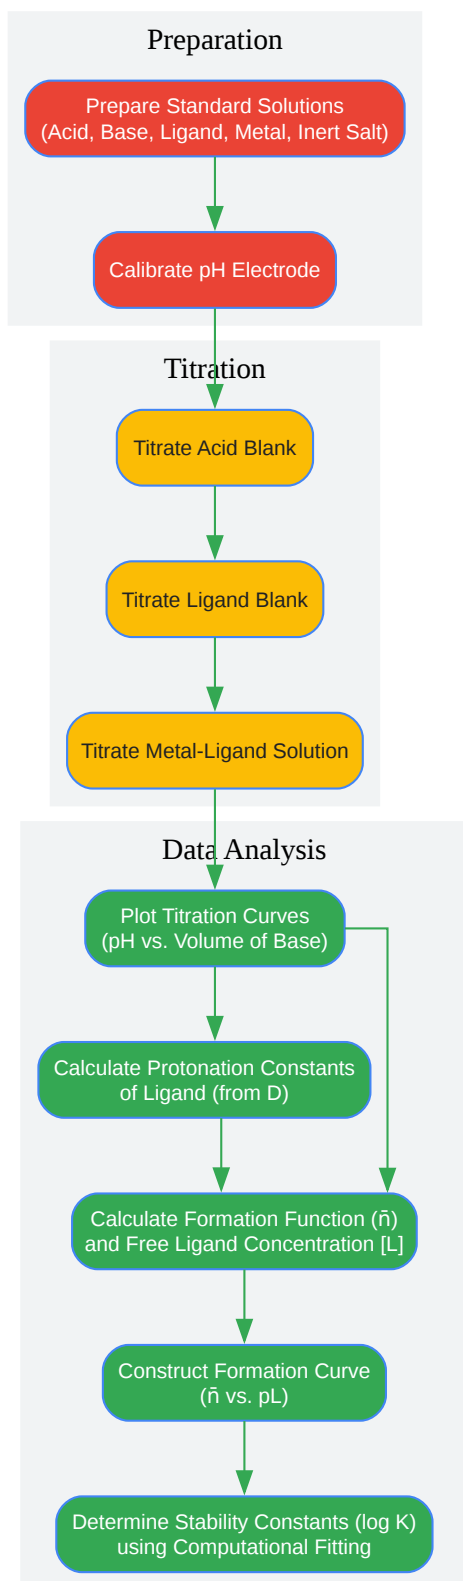 Preparation
Prepare Standard Solutions
(Acid, Base, Ligand, Metal, Inert Salt)
Calibrate pH Electrode
Titration
Titrate Acid Blank
Titrate Ligand Blank
Titrate Metal-Ligand Solution
Data Analysis
Plot Titration Curves
(pH vs. Volume of Base)
Calculate Protonation Constants
of Ligand (from D)
Calculate Formation Function (n̄)
and Free Ligand Concentration [L]
Construct Formation Curve
(n̄ vs. pL)
Determine Stability Constants (log K)
using Computational Fitting